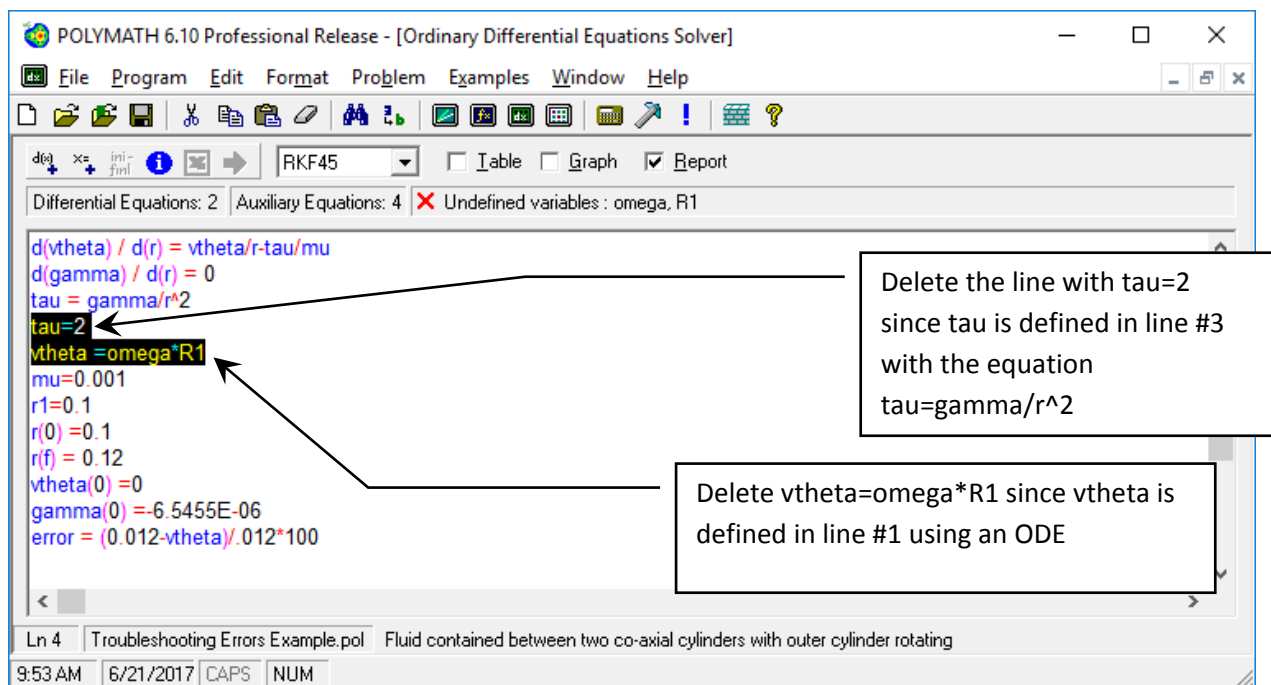 POLYMATH 6.10 Professional Release - [Ordinary Differential Equations Solver]
File Program Edit Format Problem Examples Window Help
d(x) x= ini- finl RKF45 Table Graph Report
Differential Equations: 2 Auxiliary Equations: 4 Undefined variables : omega, R1
d(vtheta) / d(r) = vtheta/r-tau/mu
d(gamma) / d(r) = 0
tau = gamma/r^2
tau=2
vtheta =omega*R1
mu=0.001
r1=0.1
r(0) =0.1
r(f) = 0.12
vtheta(0) =0
gamma(0) =-6.5455E-06
error = (0.012-vtheta)/.012*100
Delete the line with tau=2
since tau is defined in line #3
with the equation
tau=gamma/r^2
Delete vtheta=omega*R1 since vtheta is
defined in line #1 using an ODE
Ln 4 Troubleshooting Errors Example.pol Fluid contained between two co-axial cylinders with outer cylinder rotating
9:53 AM 6/21/2017 CAPS NUM